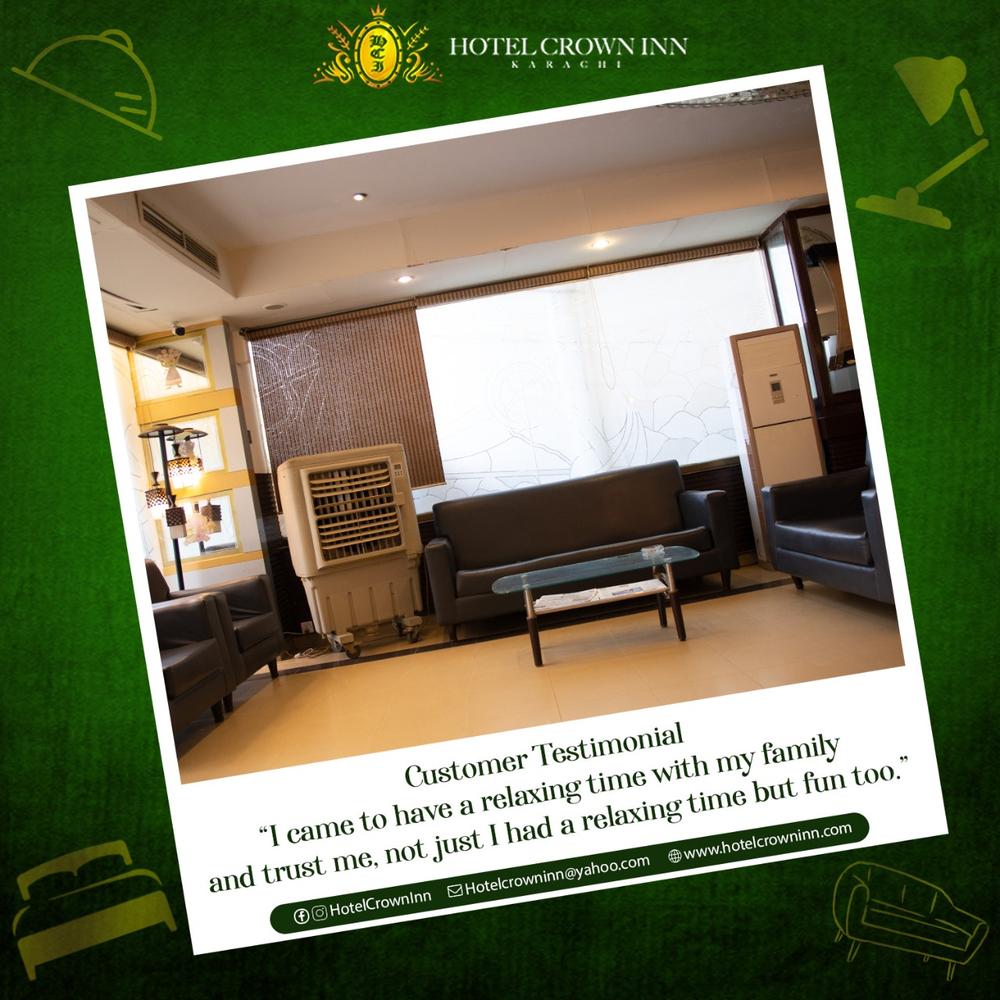 HCI
HOTEL CROWN INN
KARACHI
Customer Testimonial
“I came to have a relaxing time with my family
and trust me, not just I had a relaxing time but fun too.”
HotelCrownInn Hotelcrowninn@yahoo.com www.hotelcrowninn.com